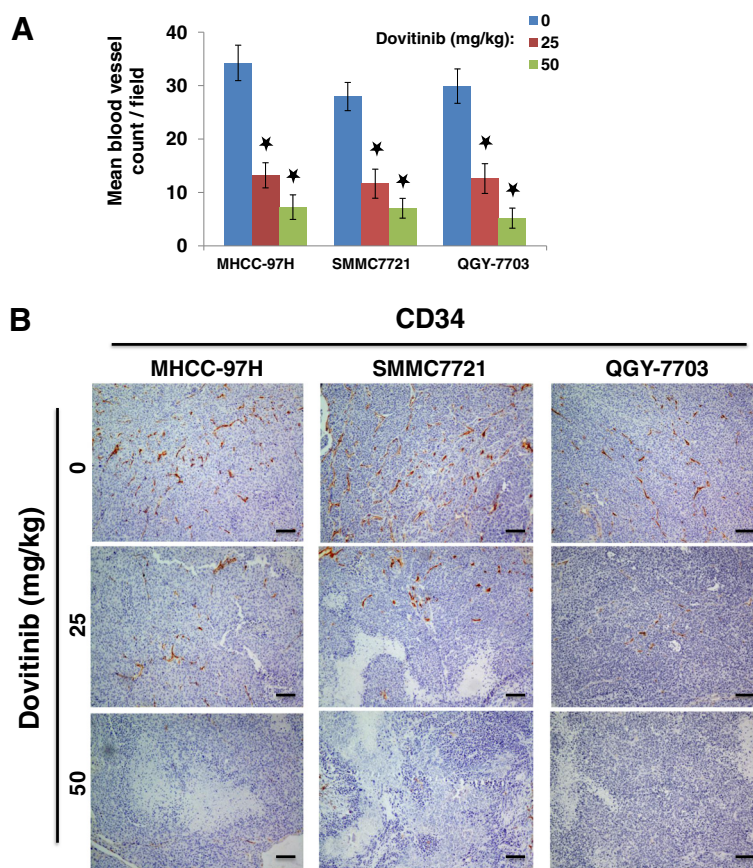 A
Dovitinib (mg/kg):
0
25
50
Mean blood vessel
count / field
40
30
20
10
0
MHCC-97H SMMC7721 QGY-7703
B
CD34
MHCC-97H SMMC7721 QGY-7703
Dovitinib (mg/kg)
0
25
50